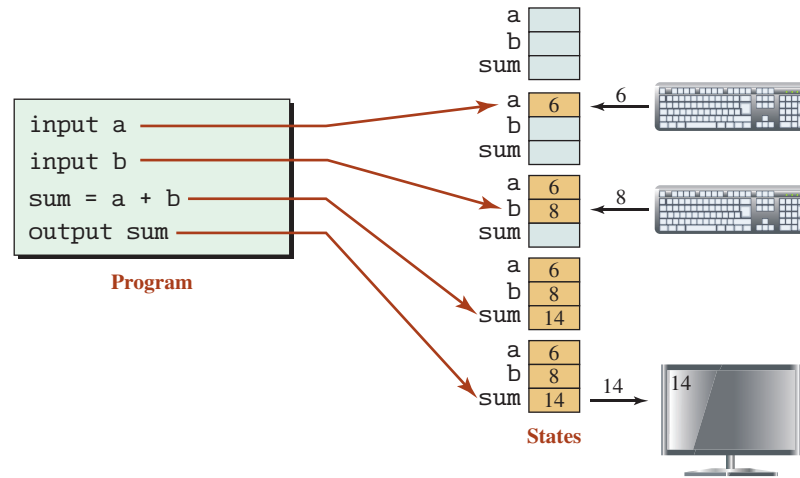 a
b
sum
a 6
b
sum
6
input a
input b
sum = a + b
output sum
Program
a 6
b 8
sum
8
a 6
b 8
sum 14
a 6
b 8
sum 14
14
14
States